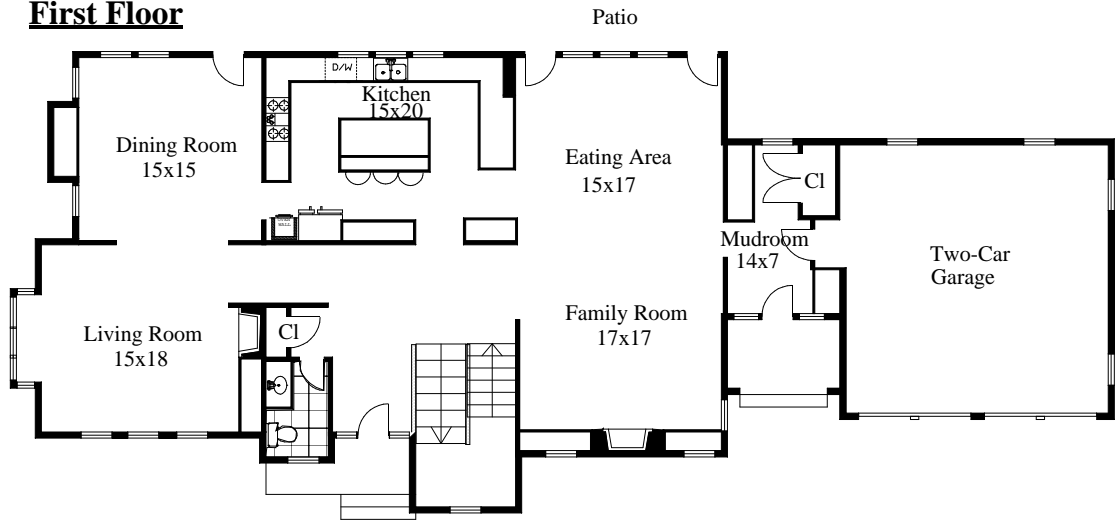 First Floor
Patio
D/W
Kitchen
15x20
Dining Room
15x15
Eating Area
15x17
Cl
Mudroom
14x7
Two-Car
Garage
Living Room
15x18
Cl
Family Room
17x17